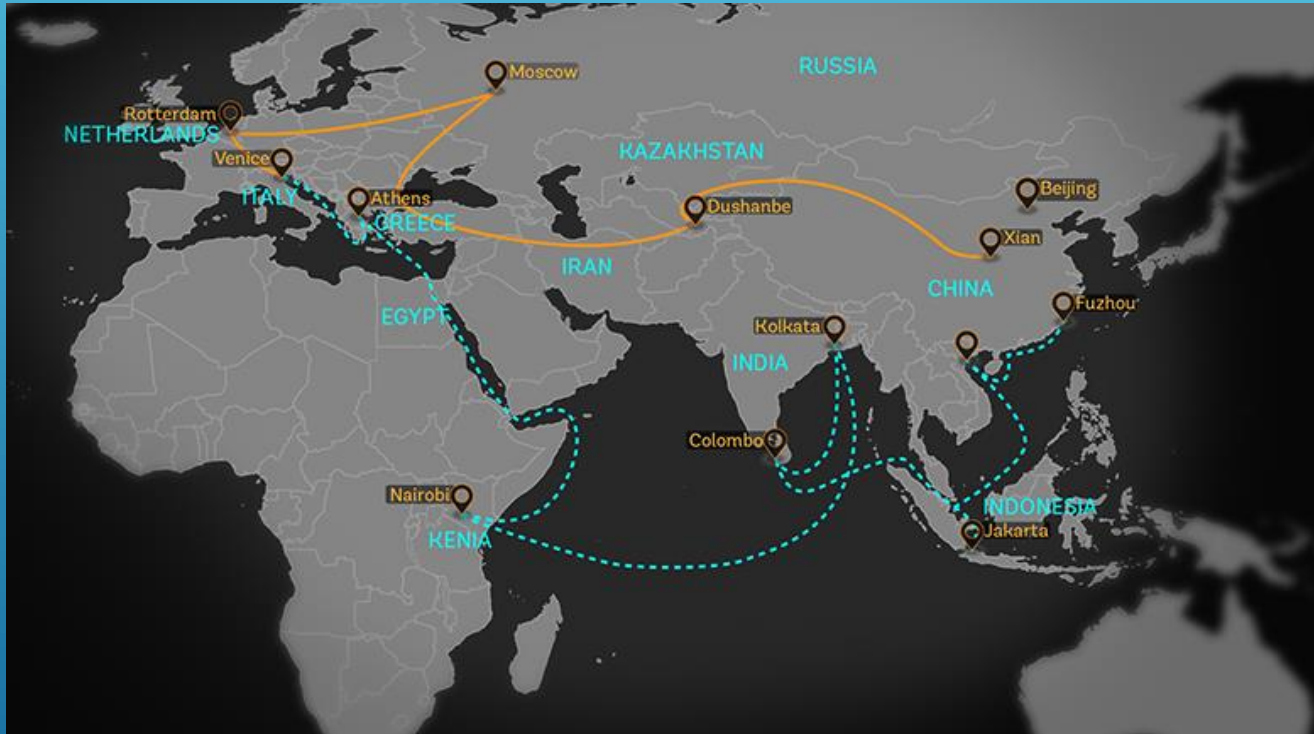 Moscow
RUSSIA
Rotterdam
NETHERLANDS
Venice
KAZAKHSTAN
ITALY
Athens
GREECE
Dushanbe
Beijing
Xian
IRAN
CHINA
EGYPT
Fuzhou
Kolkata
INDIA
Colombo
Nairobi
INDONESIA
KENIA
Jakarta